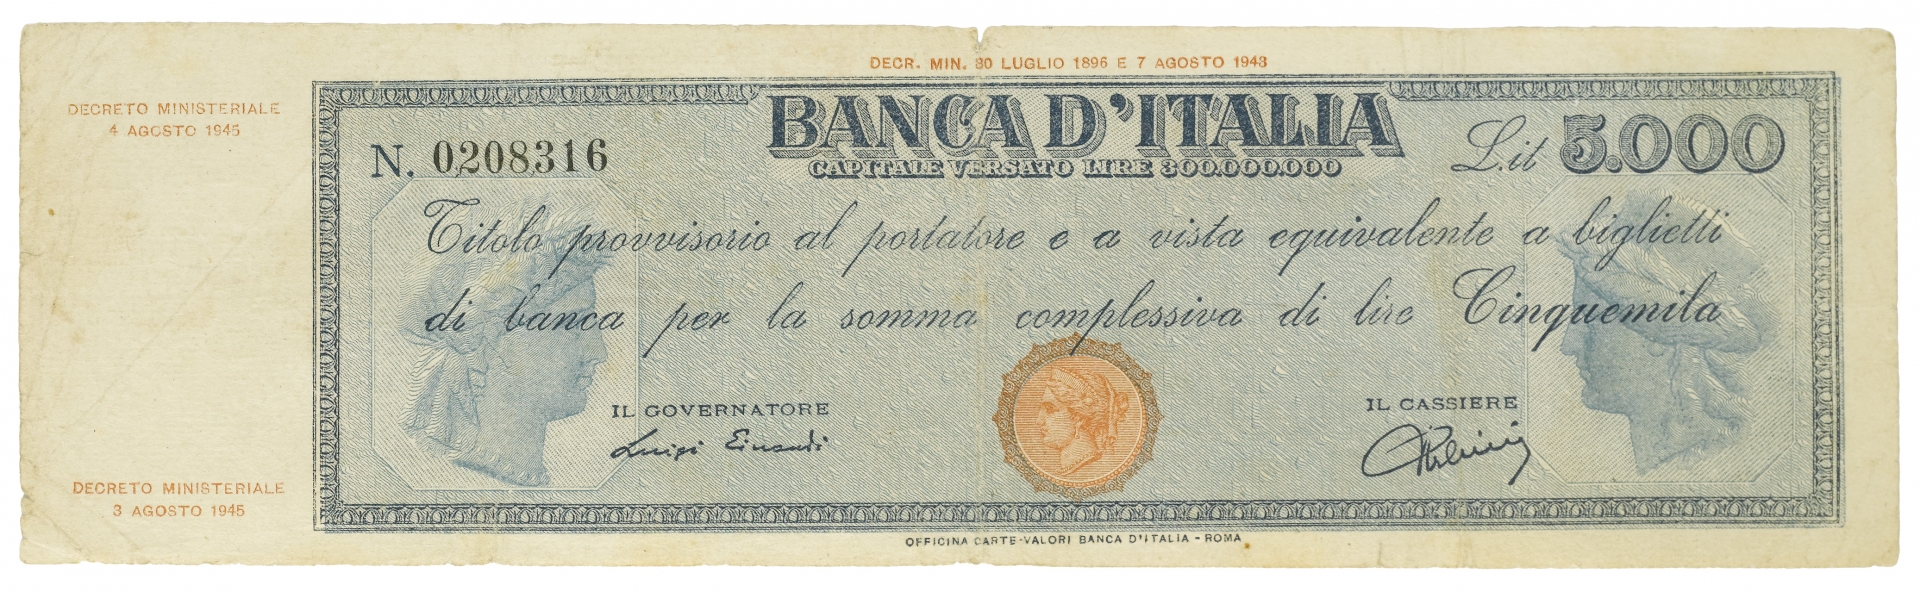 DECR. MIN. 30 LUGLIO 1896 E 7 AGOSTO 1943
DECRETO MINISTERIALE
4 AGOSTO 1945
BANCA D'ITALIA
CAPITALE VERSATO LIRE 300.000.000
N. 0208316
L.it 5.000
Titolo provvisorio al portatore e a vista equivalente a biglietti
di banca per la somma complessiva di lire Cinquemila
IL GOVERNATORE
Luigi Einaudi
IL CASSIERE
DECRETO MINISTERIALE
3 AGOSTO 1945
OFFICINA CARTE-VALORI BANCA D'ITALIA - ROMA